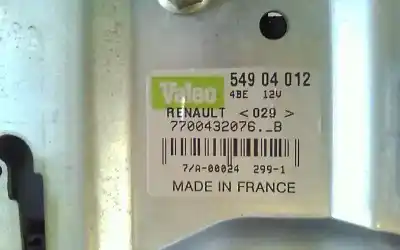 Valeo 549 04 012
4BE 12V
RENAULT <029>
7700432076._B
7/A-00024 299-1
MADE IN FRANCE